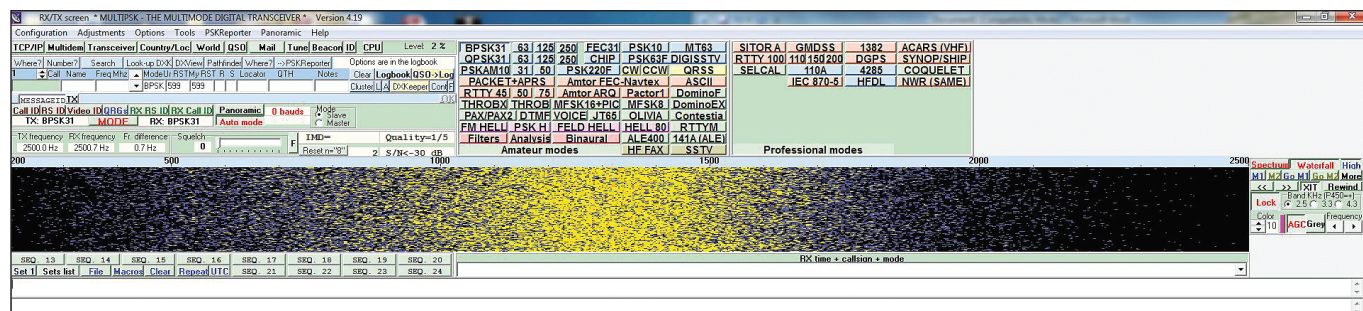 RX/TX screen * MULTIPSK - THE MULTIMODE DIGITAL TRANSCEIVER * Version 4.19
Configuration Adjustments Options Tools PSKReporter Panoramic Help
TCP/IP Multidem Transceiver Country/Loc World QSO Mail Tune Beacon ID CPU Level: 2 %
Where? Number? Search Look-up DXK DXView Pathfinder Where? ->PSKReporter Options are in the logbook
1 Call Name Freq Mhz Mode Ur RST My RST R S Locator QTH Notes Clear Logbook QSO->Log
BPSK 599 599 Cluster L A DXKeeper Cont F
MESSAGE ID TX OK
Call ID RS ID Video ID QRGs RX RS ID RX Call ID Panoramic 0 bauds Mode Slave Master
TX: BPSK31 MODE RX: BPSK31 Auto mode
TX frequency RX frequency Fr. difference Squelch IMD= Quality=1/5
2500.0 Hz 2500.7 Hz 0.7 Hz 0 F Reset n="8" 2 S/N<-30 dB
BPSK31 63 125 250 FEC31 PSK10 MT63
QPSK31 63 125 250 CHIP PSK63F DIGISSTV
PSKAM10 31 50 PSK220F CW CCW QRSS
PACKET+APRS Amtor FEC-Navtex ASCII
RTTY 45 50 75 Amtor ARQ Pactor1 DominoF
THROBX THROB MFSK16+PIC MFSK8 DominoEX
PAX/PAX2 DTMF VOICE JT65 OLIVIA Contestia
FM HELL PSK H FELD HELL HELL 80 RTTYM
Filters Analysis Binaural ALE400 141A (ALE)
Amateur modes HF FAX SSTV
SITOR A GMDSS 1382 ACARS (VHF)
RTTY 100 110 150 200 DGPS SYNOP/SHIP
SELCAL 110A 4285 COQUELET
IEC 870-5 HFDL NWR (SAME)
Professional modes
200 500 1000 1500 2000 2500
Spectrum Waterfall High
M1 M2 Go M1 Go M2 More
<< >> XIT Rewind
Lock Band KHz (P450=+)
2.5 3.3 4.3
Color Frequency
10 AGC Grey
SEQ. 13 SEQ. 14 SEQ. 15 SEQ. 16 SEQ. 17 SEQ. 18 SEQ. 19 SEQ. 20 RX time + callsign + mode
Set 1 Sets list File Macros Clear Repeat UTC SEQ. 21 SEQ. 22 SEQ. 23 SEQ. 24